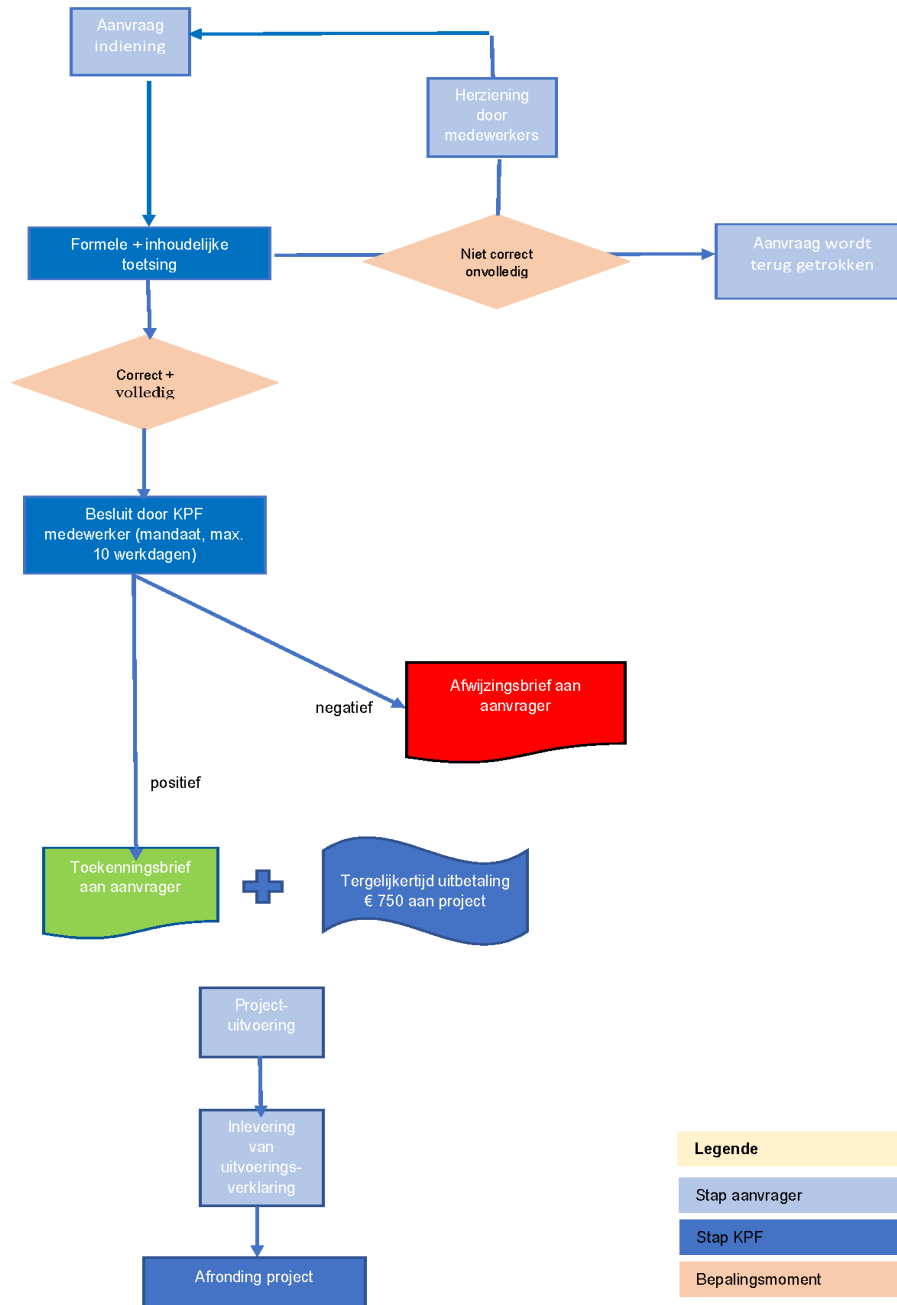 Aanvraag
indiening
Herziening
door
medewerkers
Formele + inhoudelijke
toetsing
Niet correct
onvolledig
Aanvraag wordt
terug getrokken
Correct +
volledig
Besluit door KPF
medewerker (mandaat, max.
10 werkdagen)
negatief
Afwijzingsbrief aan
aanvrager
positief
Toekenningsbrief
aan aanvrager
Tergelijkertijd uitbetaling
€ 750 aan project
Project-
uitvoering
Inlevering
van
uitvoerings-
verklaring
Afronding project
Legende
Stap aanvrager
Stap KPF
Bepalingsmoment